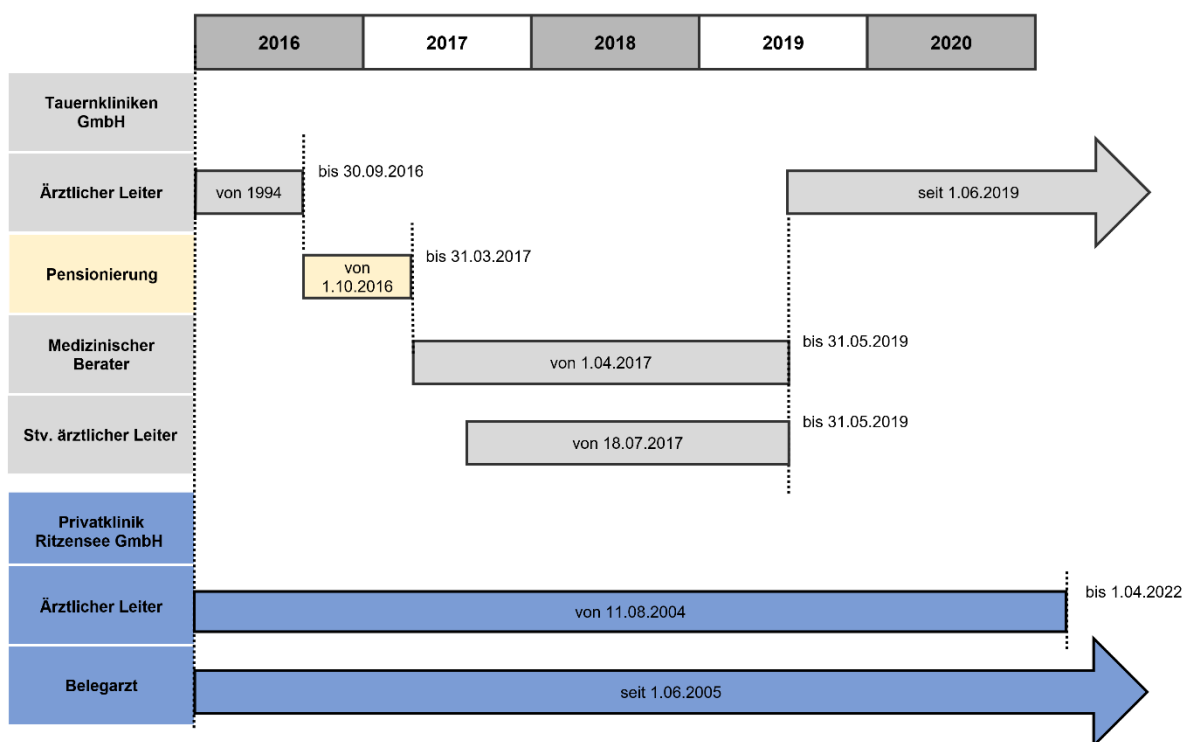 2016 2017 2018 2019 2020
Tauernkliniken
GmbH
bis 30.09.2016
Ärztlicher Leiter
von 1994
seit 1.06.2019
bis 31.03.2017
Pensionierung
von
1.10.2016
Medizinischer
Berater
von 1.04.2017
bis 31.05.2019
Stv. ärztlicher Leiter
von 18.07.2017
bis 31.05.2019
Privatklinik
Ritzensee GmbH
Ärztlicher Leiter
von 11.08.2004
bis 1.04.2022
Belegarzt
seit 1.06.2005